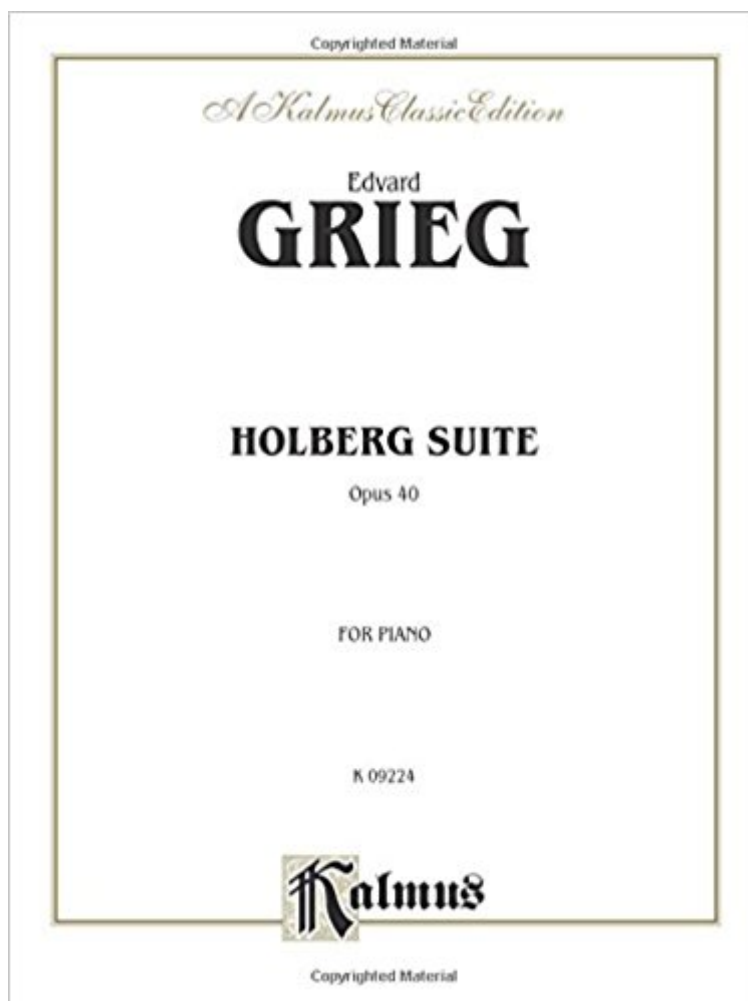 Copyrighted Material
A Kalmus Classic Edition
Edvard
GRIEG
HOLBERG SUITE
Opus 40
FOR PIANO
K 09224
Kalmus
Copyrighted Material